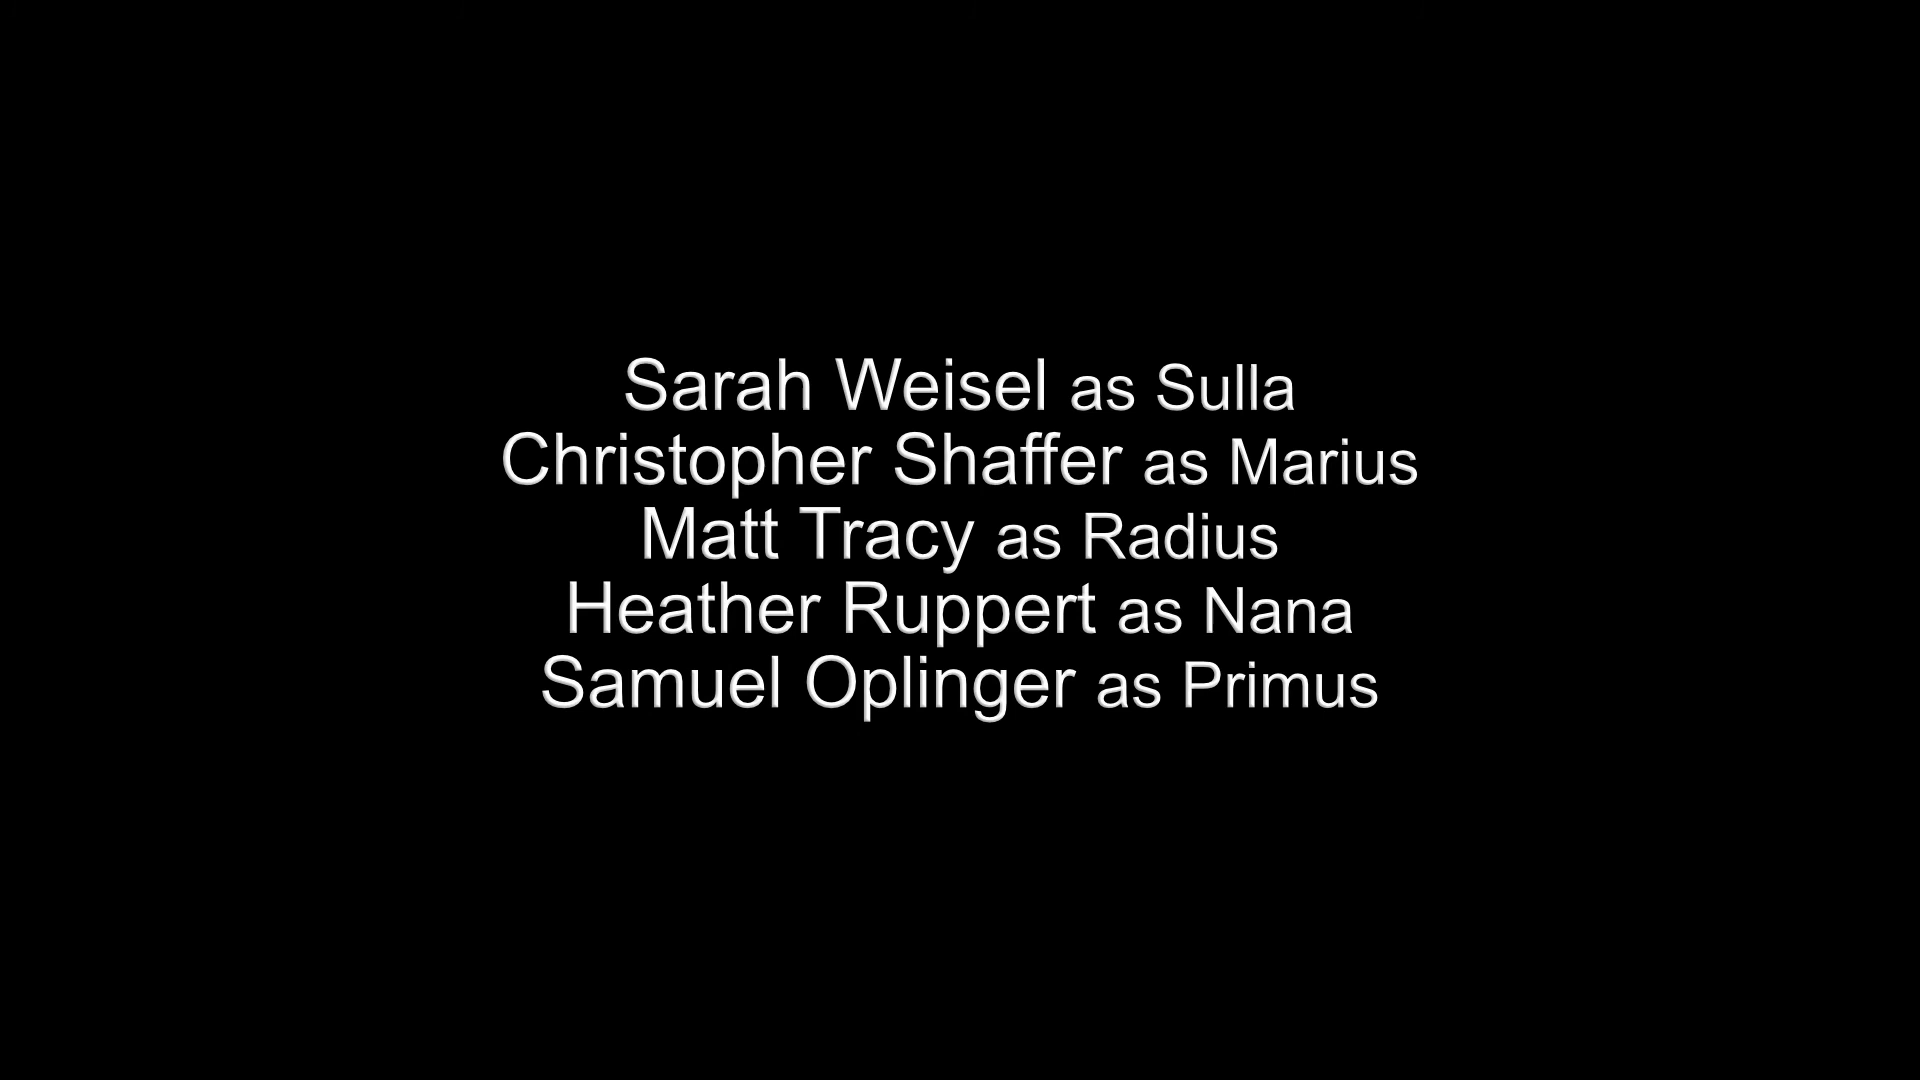 Sarah Weisel as Sulla
Christopher Shaffer as Marius
Matt Tracy as Radius
Heather Ruppert as Nana
Samuel Oplinger as Primus